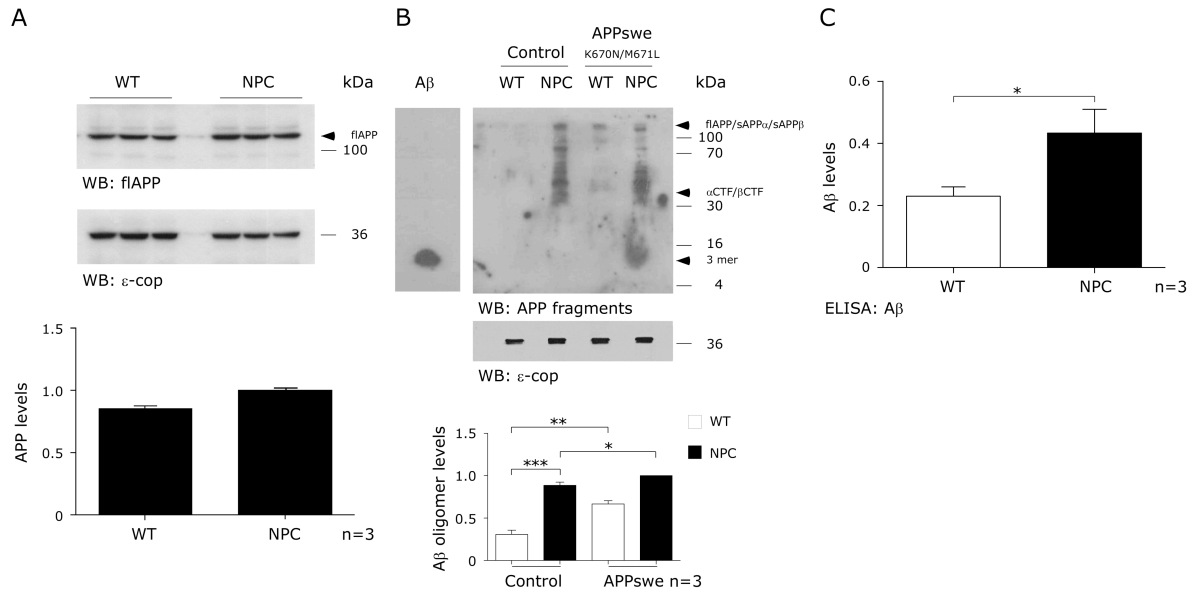 A
WT NPC kDa
flAPP
100
WB: flAPP
36
WB: ε-cop
1.5
1.0
0.5
0
APP levels
WT NPC n=3
B
APPswe
Control K670N/M671L
Aβ WT NPC WT NPC kDa
flAPP/sAPPα/sAPPβ
100
70
αCTF/βCTF
30
16
3 mer
4
WB: APP fragments
36
WB: ε-cop
WT
NPC
**
*
***
1.5
1.0
0.5
0
Aβ oligomer levels
Control APPswe n=3
C
0.6
*
0.4
0.2
0
Aβ levels
WT NPC n=3
ELISA: Aβ